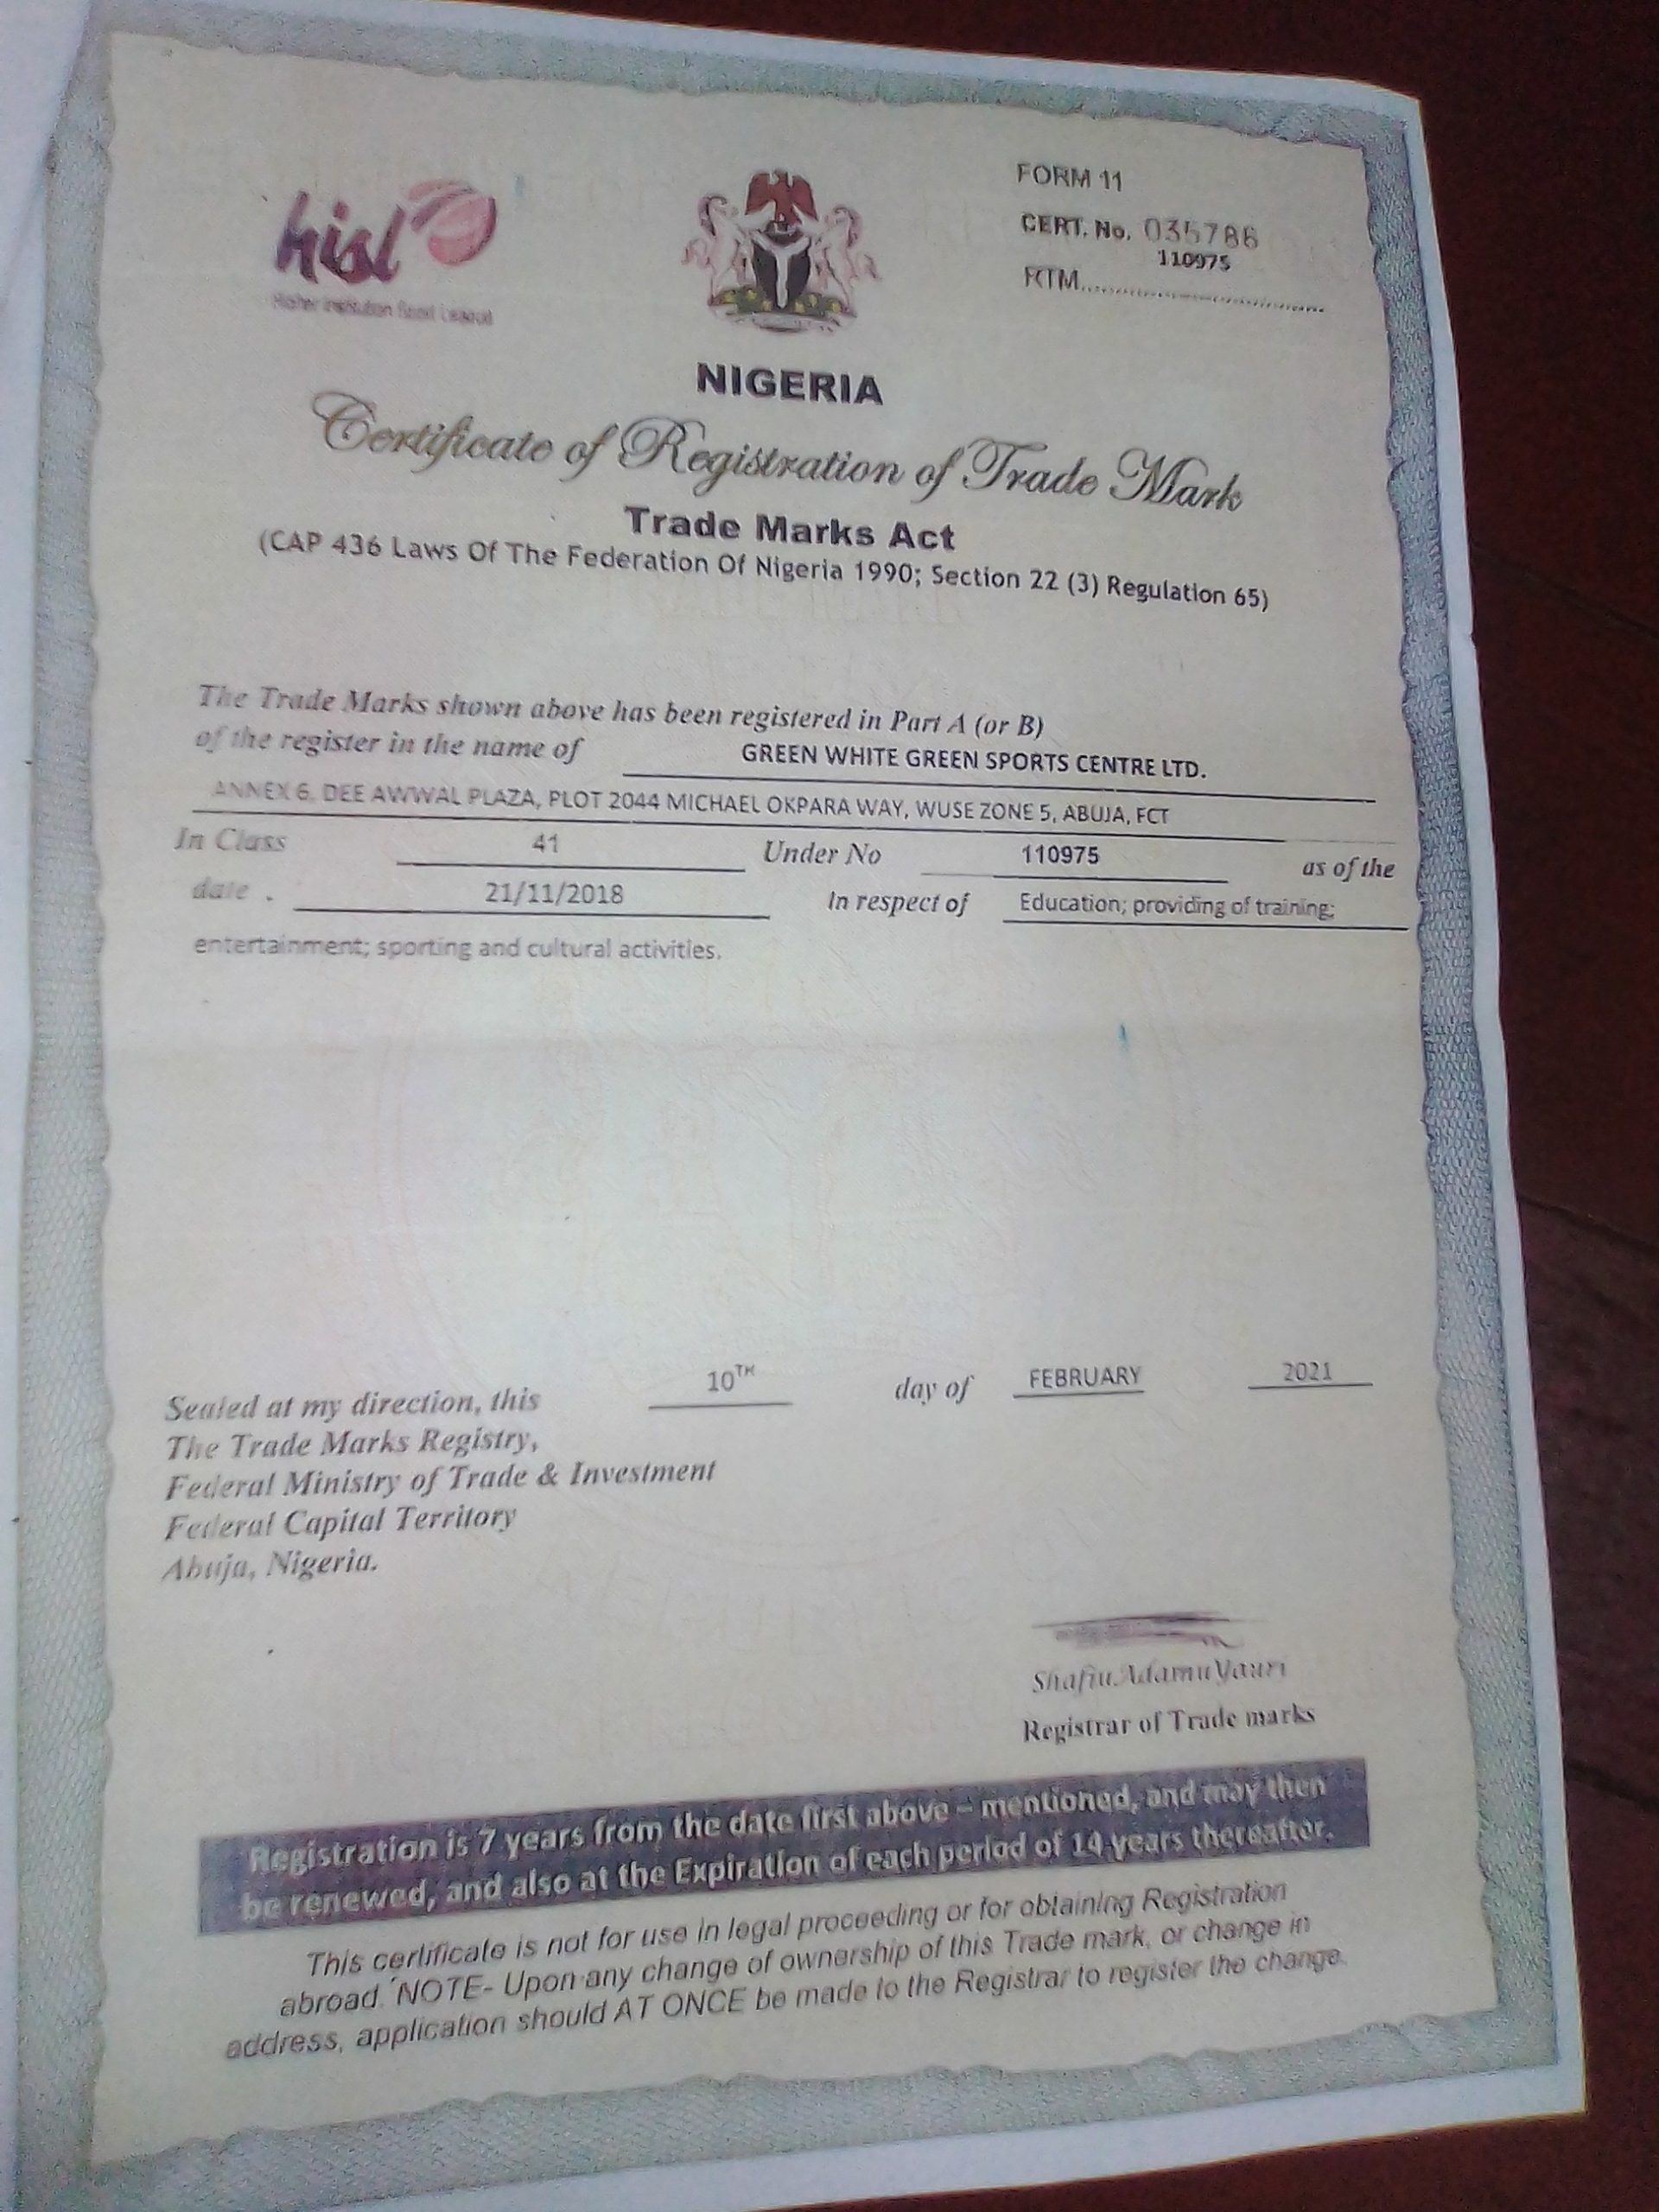 hisl
FORM 11
CERT. No. 035786
110975
RTM
NIGERIA
Certificate of Registration of Trade Mark
Trade Marks Act
(CAP 436 Laws Of The Federation Of Nigeria 1990; Section 22 (3) Regulation 65)
The Trade Marks shown above has been registered in Part A (or B)
of the register in the name of GREEN WHITE GREEN SPORTS CENTRE LTD.
ANNEX 6, DEE AWWAL PLAZA, PLOT 2044 MICHAEL OKPARA WAY, WUSE ZONE 5, ABUJA, FCT
In Class 41 Under No 110975 as of the
date . 21/11/2018 In respect of Education; providing of training;
entertainment; sporting and cultural activities.
Sealed at my direction, this 10TH day of FEBRUARY 2021
The Trade Marks Registry,
Federal Ministry of Trade & Investment
Federal Capital Territory
Abuja, Nigeria.
Shafiu Adamu Yauri
Registrar of Trade marks
Registration is 7 years from the date first above – mentioned, and may then
be renewed, and also at the Expiration of each period of 14 years thereafter.
This certificate is not for use in legal proceeding or for obtaining Registration
abroad. NOTE- Upon any change of ownership of this Trade mark, or change in
address, application should AT ONCE be made to the Registrar to register the change.